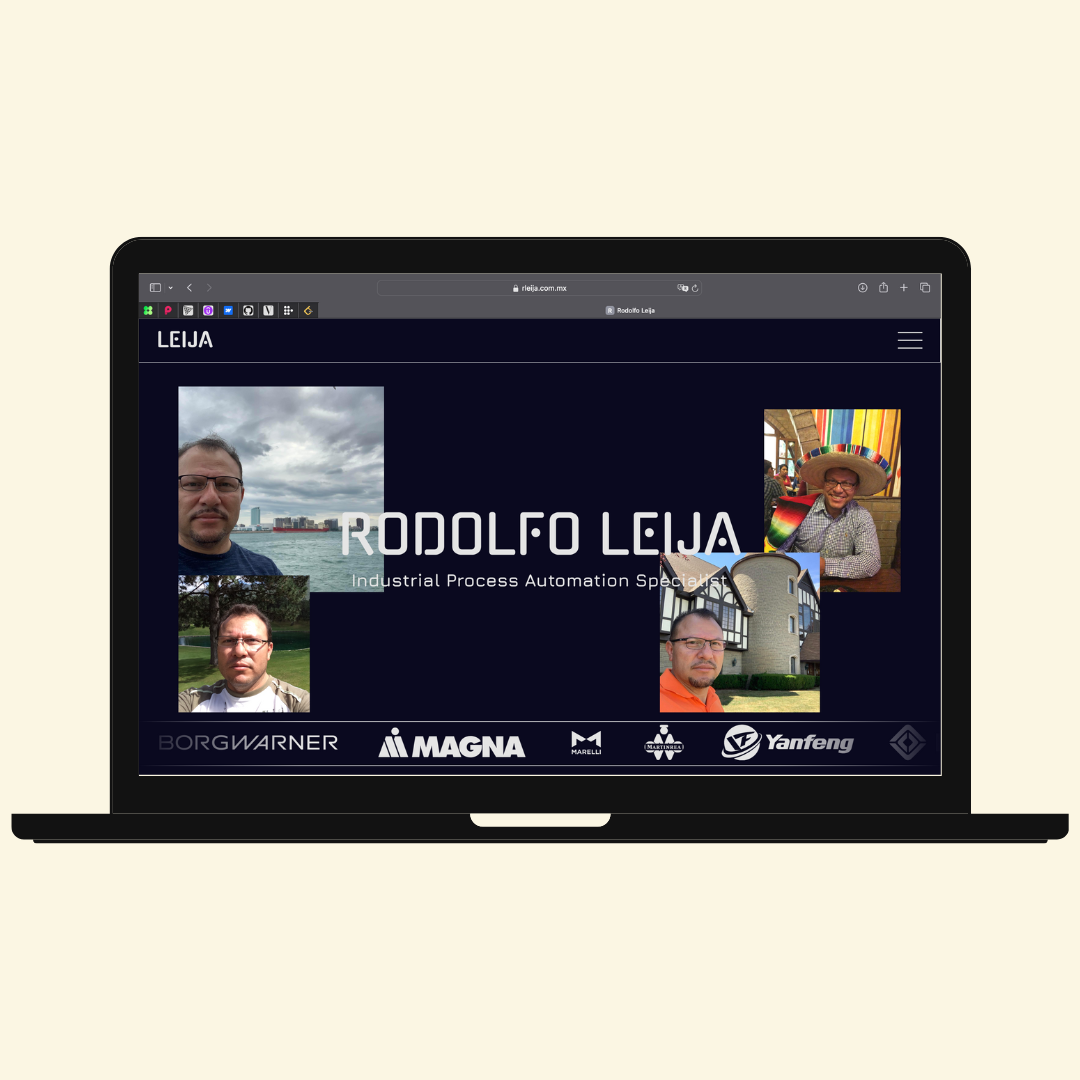 rleija.com.mx
R Rodolfo Leija
LEIJA
RODOLFO LEIJA
Industrial Process Automation Specialist
BORGWARNER
MAGNA
MARELLI
MARTINREA
Yanfeng